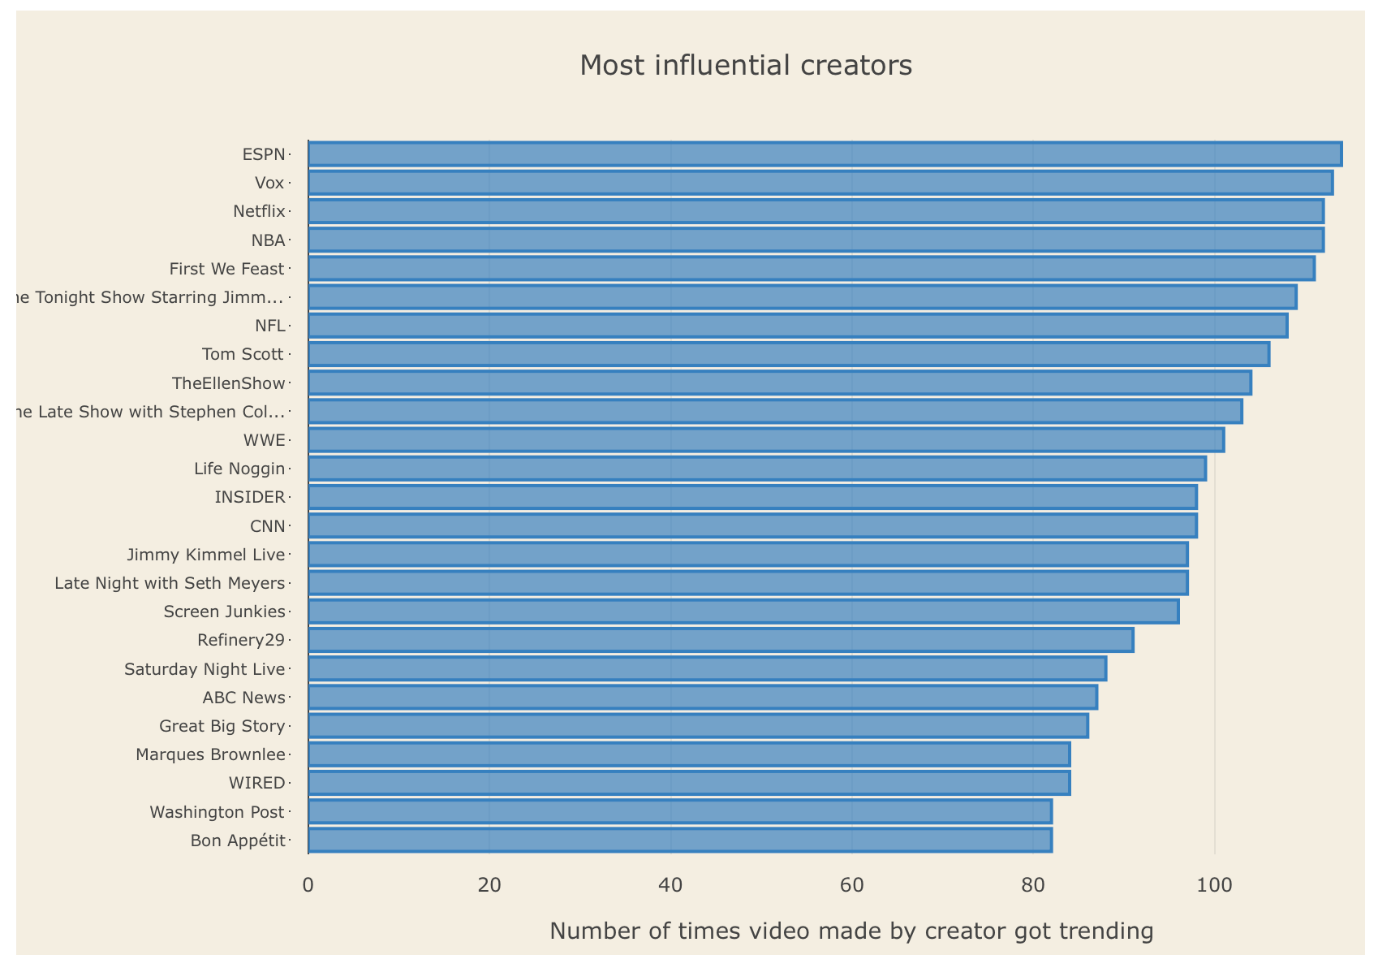 Most influential creators
ESPN
Vox
Netflix
NBA
First We Feast
Tonight Show Starring Jimm...
NFL
Tom Scott
TheEllenShow
Late Show with Stephen Col...
WWE
Life Noggin
INSIDER
CNN
Jimmy Kimmel Live
Late Night with Seth Meyers
Screen Junkies
Refinery29
Saturday Night Live
ABC News
Great Big Story
Marques Brownlee
WIRED
Washington Post
Bon Appétit
0 20 40 60 80 100
Number of times video made by creator got trending